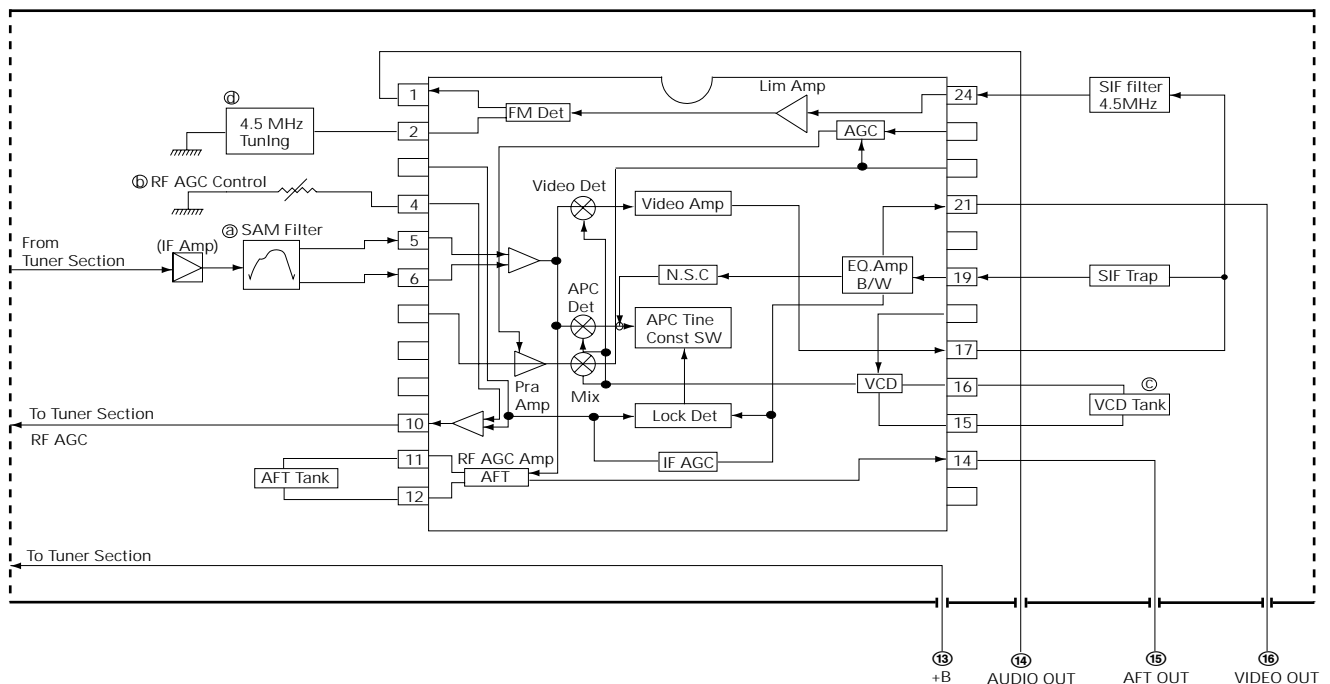 Lim Amp
1
24
SIF filter
4.5MHz
ⓓ
4.5 MHz
TunIng
2
FM Det
AGC
ⓑ RF AGC Control
4
Video Det
Video Amp
21
ⓐ SAM Filter
From
Tuner Section
(IF Amp)
5
6
N.S.C
EQ.Amp
B/W
19
SIF Trap
APC
Det
APC Tine
Const SW
17
Pra
Amp
Mix
VCD
16
ⓒ
VCD Tank
15
To Tuner Section
RF AGC
10
Lock Det
11
RF AGC Amp
AFT
IF AGC
14
AFT Tank
12
To Tuner Section
⑬
+B
⑭
AUDIO OUT
⑮
AFT OUT
⑯
VIDEO OUT